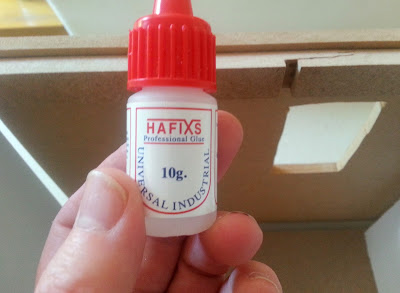 HAFIXS
Professional Glue
10g.
UNIVERSAL INDUSTRIAL